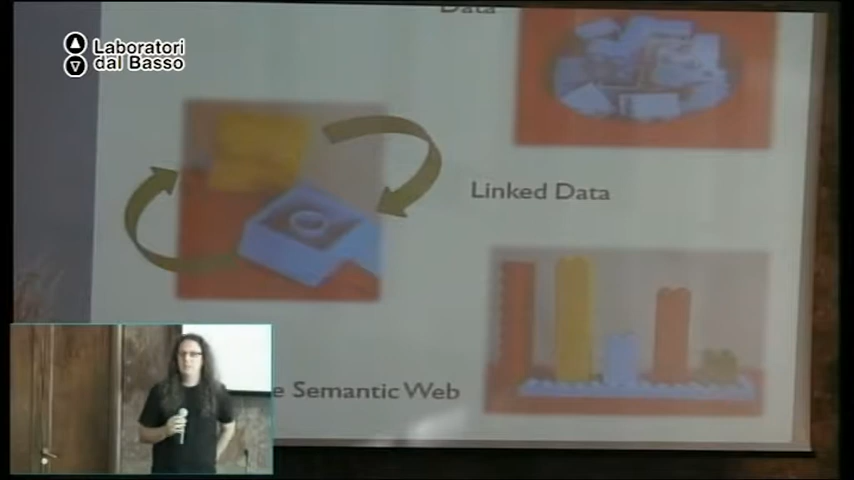 Laboratori
dal Basso
Data
Linked Data
e Semantic Web